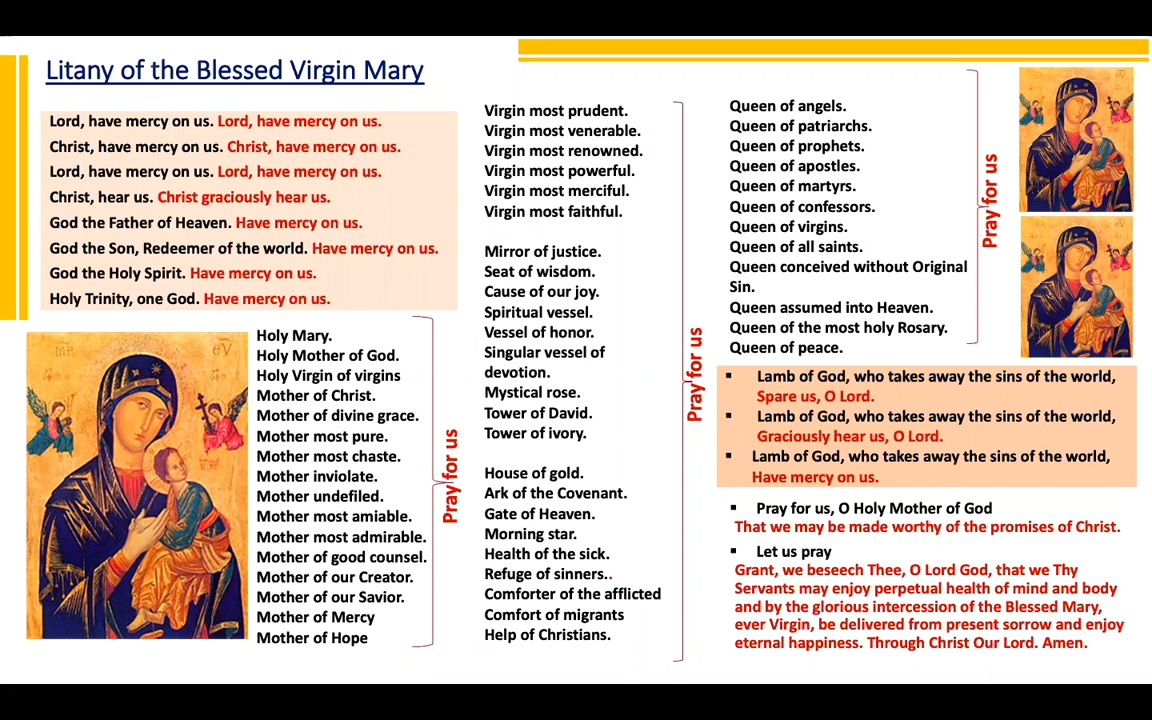 Litany of the Blessed Virgin Mary
Lord, have mercy on us. Lord, have mercy on us.
Christ, have mercy on us. Christ, have mercy on us.
Lord, have mercy on us. Lord, have mercy on us.
Christ, hear us. Christ graciously hear us.
God the Father of Heaven. Have mercy on us.
God the Son, Redeemer of the world. Have mercy on us.
God the Holy Spirit. Have mercy on us.
Holy Trinity, one God. Have mercy on us.
Holy Mary.
Holy Mother of God.
Holy Virgin of virgins
Mother of Christ.
Mother of divine grace.
Mother most pure.
Mother most chaste.
Mother inviolate.
Mother undefiled.
Mother most amiable.
Mother most admirable.
Mother of good counsel.
Mother of our Creator.
Mother of our Savior.
Mother of Mercy
Mother of Hope
Pray for us
Virgin most prudent.
Virgin most venerable.
Virgin most renowned.
Virgin most powerful.
Virgin most merciful.
Virgin most faithful.
Mirror of justice.
Seat of wisdom.
Cause of our joy.
Spiritual vessel.
Vessel of honor.
Singular vessel of
devotion.
Mystical rose.
Tower of David.
Tower of ivory.
House of gold.
Ark of the Covenant.
Gate of Heaven.
Morning star.
Health of the sick.
Refuge of sinners..
Comforter of the afflicted
Comfort of migrants
Help of Christians.
Pray for us
Queen of angels.
Queen of patriarchs.
Queen of prophets.
Queen of apostles.
Queen of martyrs.
Queen of confessors.
Queen of virgins.
Queen of all saints.
Queen conceived without Original
Sin.
Queen assumed into Heaven.
Queen of the most holy Rosary.
Queen of peace.
Pray for us
▪ Lamb of God, who takes away the sins of the world,
Spare us, O Lord.
▪ Lamb of God, who takes away the sins of the world,
Graciously hear us, O Lord.
▪ Lamb of God, who takes away the sins of the world,
Have mercy on us.
▪ Pray for us, O Holy Mother of God
That we may be made worthy of the promises of Christ.
▪ Let us pray
Grant, we beseech Thee, O Lord God, that we Thy
Servants may enjoy perpetual health of mind and body
and by the glorious intercession of the Blessed Mary,
ever Virgin, be delivered from present sorrow and enjoy
eternal happiness. Through Christ Our Lord. Amen.